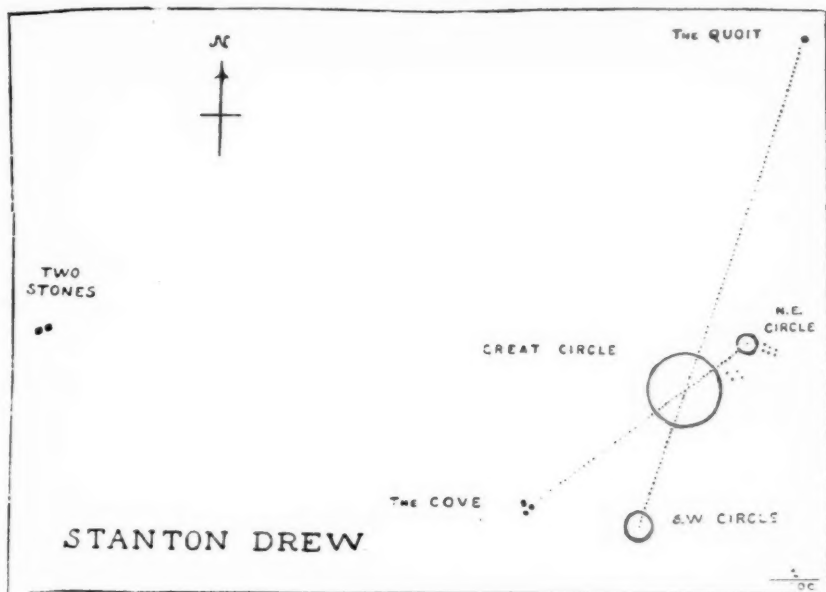 N
THE QUOIT
TWO
STONES
N.E.
CIRCLE
GREAT CIRCLE
THE COVE
S.W CIRCLE
STANTON DREW